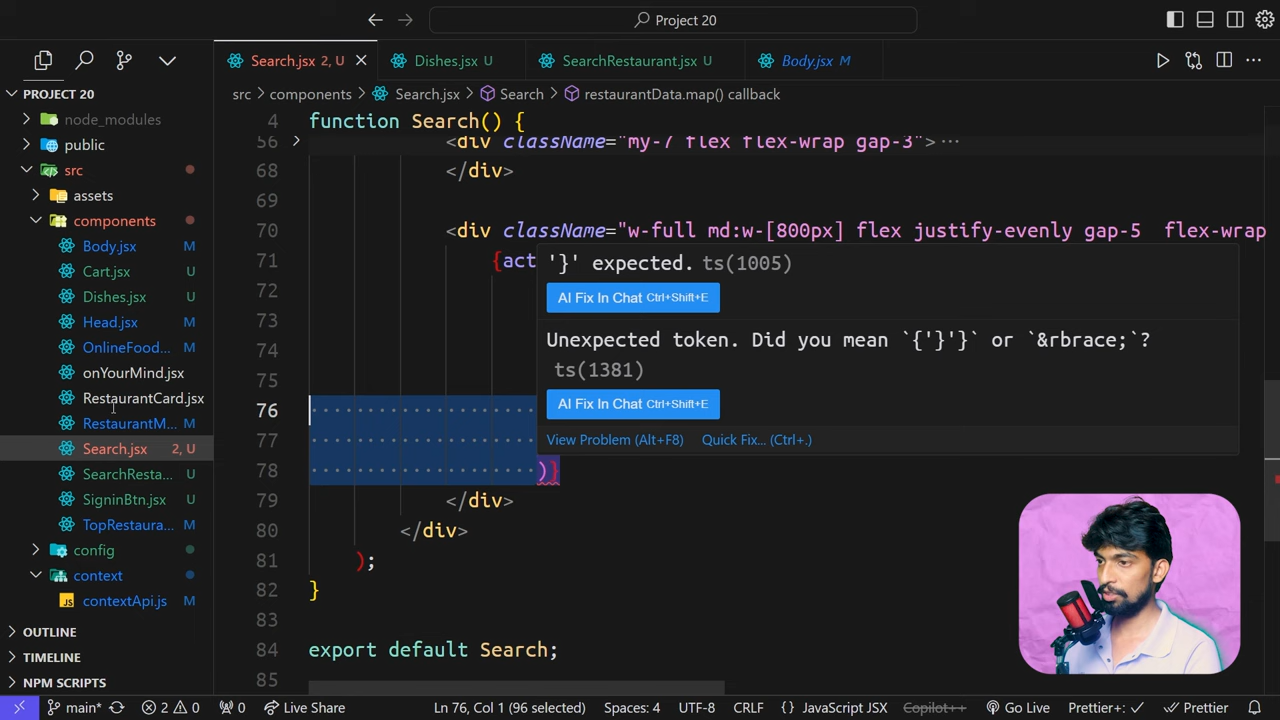 Project 20
Search.jsx 2, U
Dishes.jsx U
SearchRestaurant.jsx U
Body.jsx M
PROJECT 20
node_modules
public
src
assets
components
Body.jsx M
Cart.jsx U
Dishes.jsx U
Head.jsx M
OnlineFood... M
onYourMind.jsx
RestaurantCard.jsx
RestaurantM... M
Search.jsx 2, U
SearchResta... U
SigninBtn.jsx U
TopRestaura... M
config
context
contextApi.js M
OUTLINE
TIMELINE
NPM SCRIPTS
src > components > Search.jsx > Search > restaurantData.map() callback
4 function Search() {
56 <div className="my-7 flex flex-wrap gap-3"> ...
68 </div>
69
70 <div className="w-full md:w-[800px] flex justify-evenly gap-5 flex-wrap
71 {act
72
73
74
75
76
77
78 )}
79 </div>
80 </div>
81 );
82 }
83
84 export default Search;
85
'}' expected. ts(1005)
AI Fix In Chat Ctrl+Shift+E
Unexpected token. Did you mean `{'}'}` or `&rbrace;`?
ts(1381)
AI Fix In Chat Ctrl+Shift+E
View Problem (Alt+F8) Quick Fix... (Ctrl+.)
main* 2 0 0 Live Share Ln 76, Col 1 (96 selected) Spaces: 4 UTF-8 CRLF {} JavaScript JSX Copilot++ Go Live Prettier+: ✓ Prettier